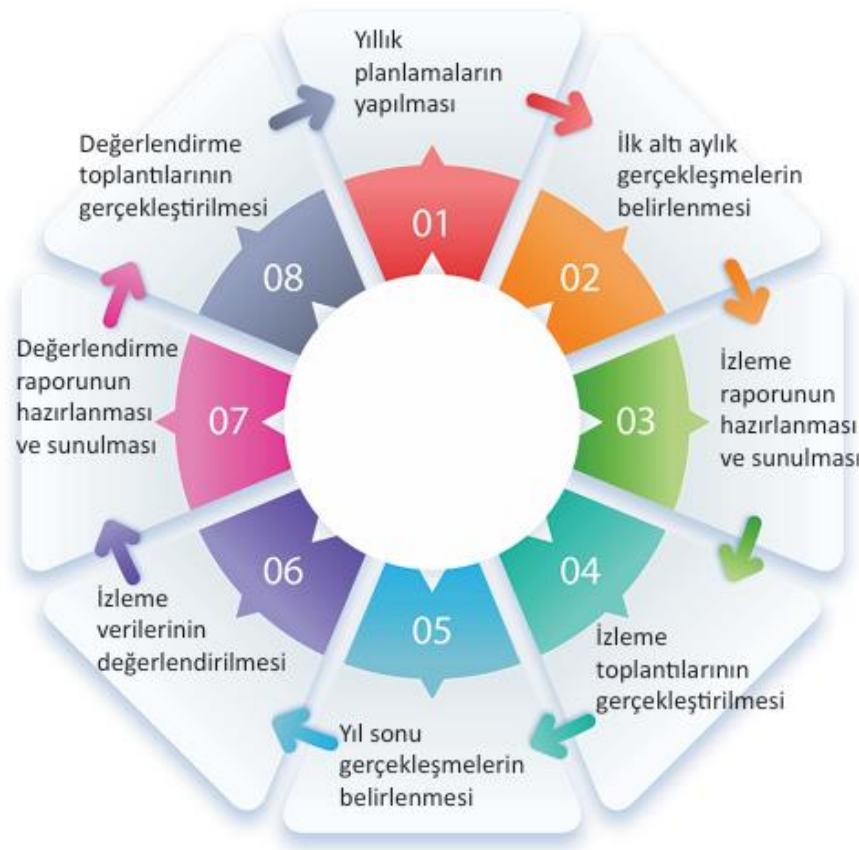 Yıllık
planlamaların
yapılması
01
İlk altı aylık
gerçekleşmelerin
belirlenmesi
02
İzleme
raporunun
hazırlanması
ve sunulması
03
İzleme
toplantılarının
gerçekleştirilmesi
04
Yıl sonu
gerçekleşmelerin
belirlenmesi
05
İzleme
verilerinin
değerlendirilmesi
06
Değerlendirme
raporunun
hazırlanması
ve sunulması
07
Değerlendirme
toplantılarının
gerçekleştirilmesi
08